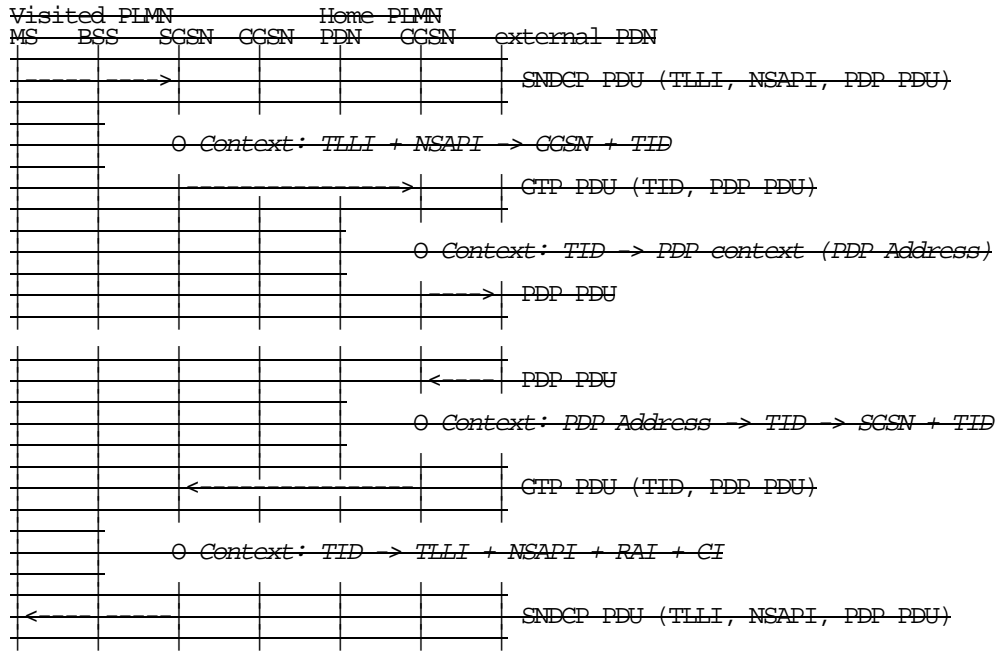 Visited PLMN Home PLMN
MS BSS SGSN GGSN PDN GGSN external PDN
SNDCP PDU (TLLI, NSAPI, PDP PDU)
O Context: TLLI + NSAPI -> GGSN + TID
GTP PDU (TID, PDP PDU)
O Context: TID -> PDP context (PDP Address)
PDP PDU
PDP PDU
O Context: PDP Address -> TID -> SGSN + TID
GTP PDU (TID, PDP PDU)
O Context: TID -> TLLI + NSAPI + RAI + CI
SNDCP PDU (TLLI, NSAPI, PDP PDU)